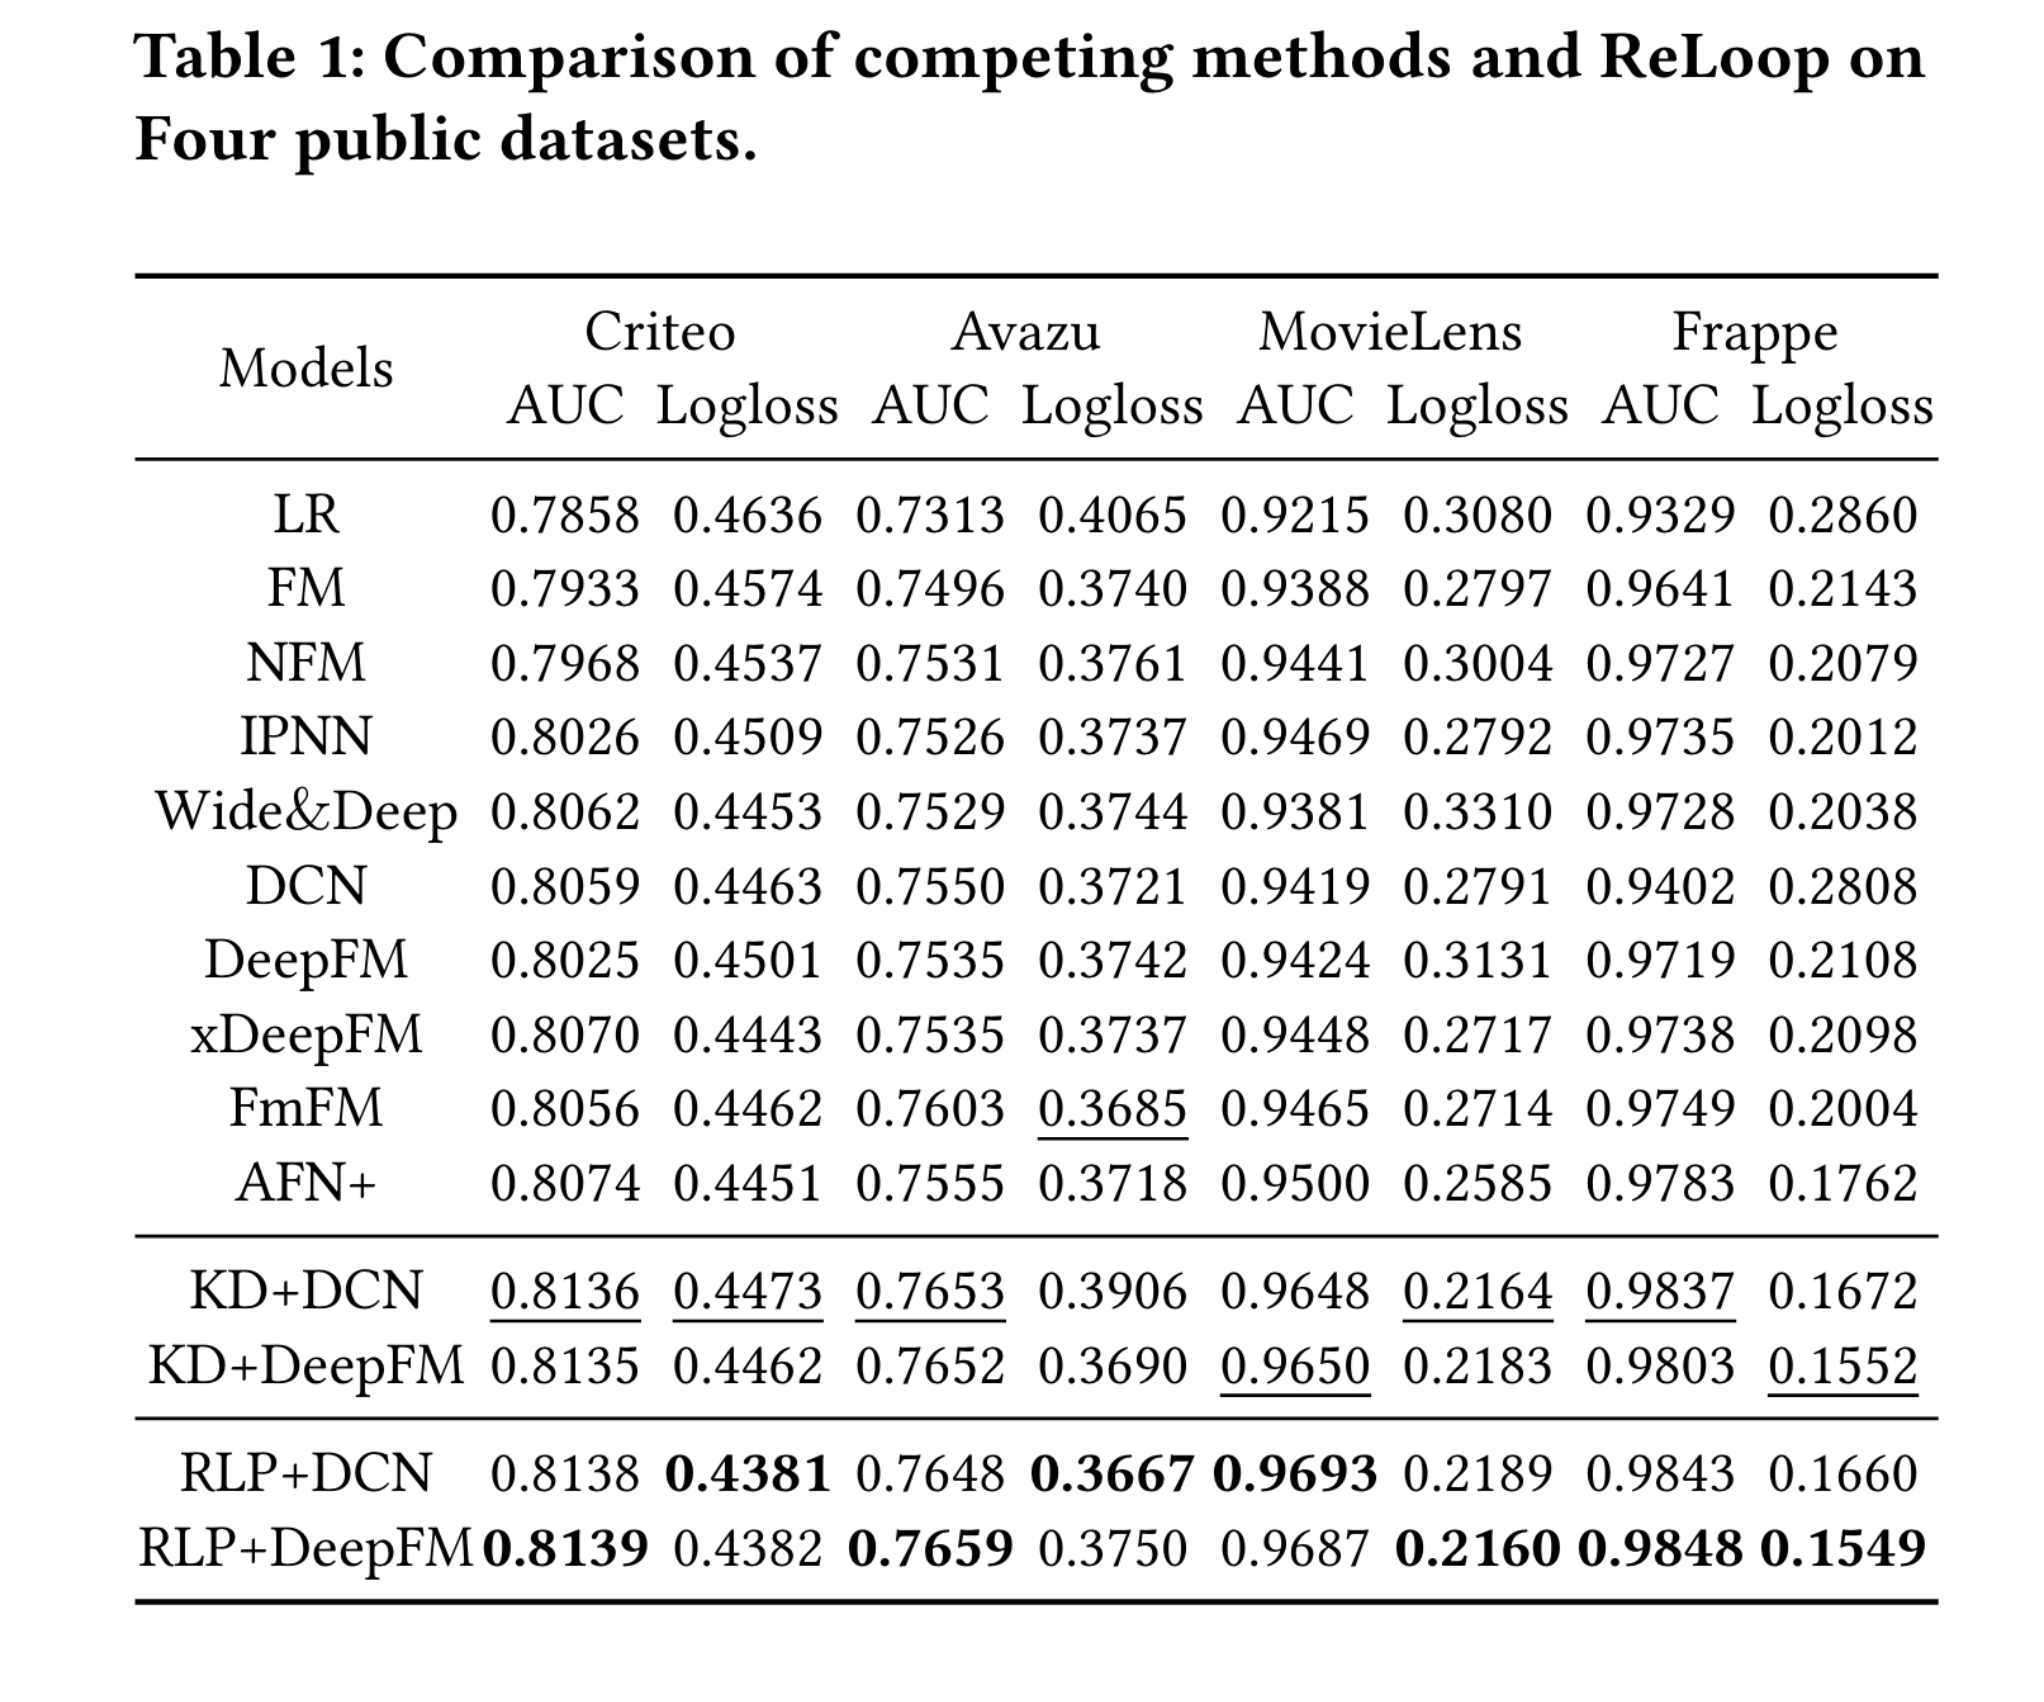 Table 1: Comparison of competing methods and ReLoop on
Four public datasets.
Models Criteo Avazu MovieLens Frappe
AUC Logloss AUC Logloss AUC Logloss AUC Logloss
LR 0.7858 0.4636 0.7313 0.4065 0.9215 0.3080 0.9329 0.2860
FM 0.7933 0.4574 0.7496 0.3740 0.9388 0.2797 0.9641 0.2143
NFM 0.7968 0.4537 0.7531 0.3761 0.9441 0.3004 0.9727 0.2079
IPNN 0.8026 0.4509 0.7526 0.3737 0.9469 0.2792 0.9735 0.2012
Wide&Deep 0.8062 0.4453 0.7529 0.3744 0.9381 0.3310 0.9728 0.2038
DCN 0.8059 0.4463 0.7550 0.3721 0.9419 0.2791 0.9402 0.2808
DeepFM 0.8025 0.4501 0.7535 0.3742 0.9424 0.3131 0.9719 0.2108
xDeepFM 0.8070 0.4443 0.7535 0.3737 0.9448 0.2717 0.9738 0.2098
FmFM 0.8056 0.4462 0.7603 0.3685 0.9465 0.2714 0.9749 0.2004
AFN+ 0.8074 0.4451 0.7555 0.3718 0.9500 0.2585 0.9783 0.1762
KD+DCN 0.8136 0.4473 0.7653 0.3906 0.9648 0.2164 0.9837 0.1672
KD+DeepFM 0.8135 0.4462 0.7652 0.3690 0.9650 0.2183 0.9803 0.1552
RLP+DCN 0.8138 0.4381 0.7648 0.3667 0.9693 0.2189 0.9843 0.1660
RLP+DeepFM 0.8139 0.4382 0.7659 0.3750 0.9687 0.2160 0.9848 0.1549